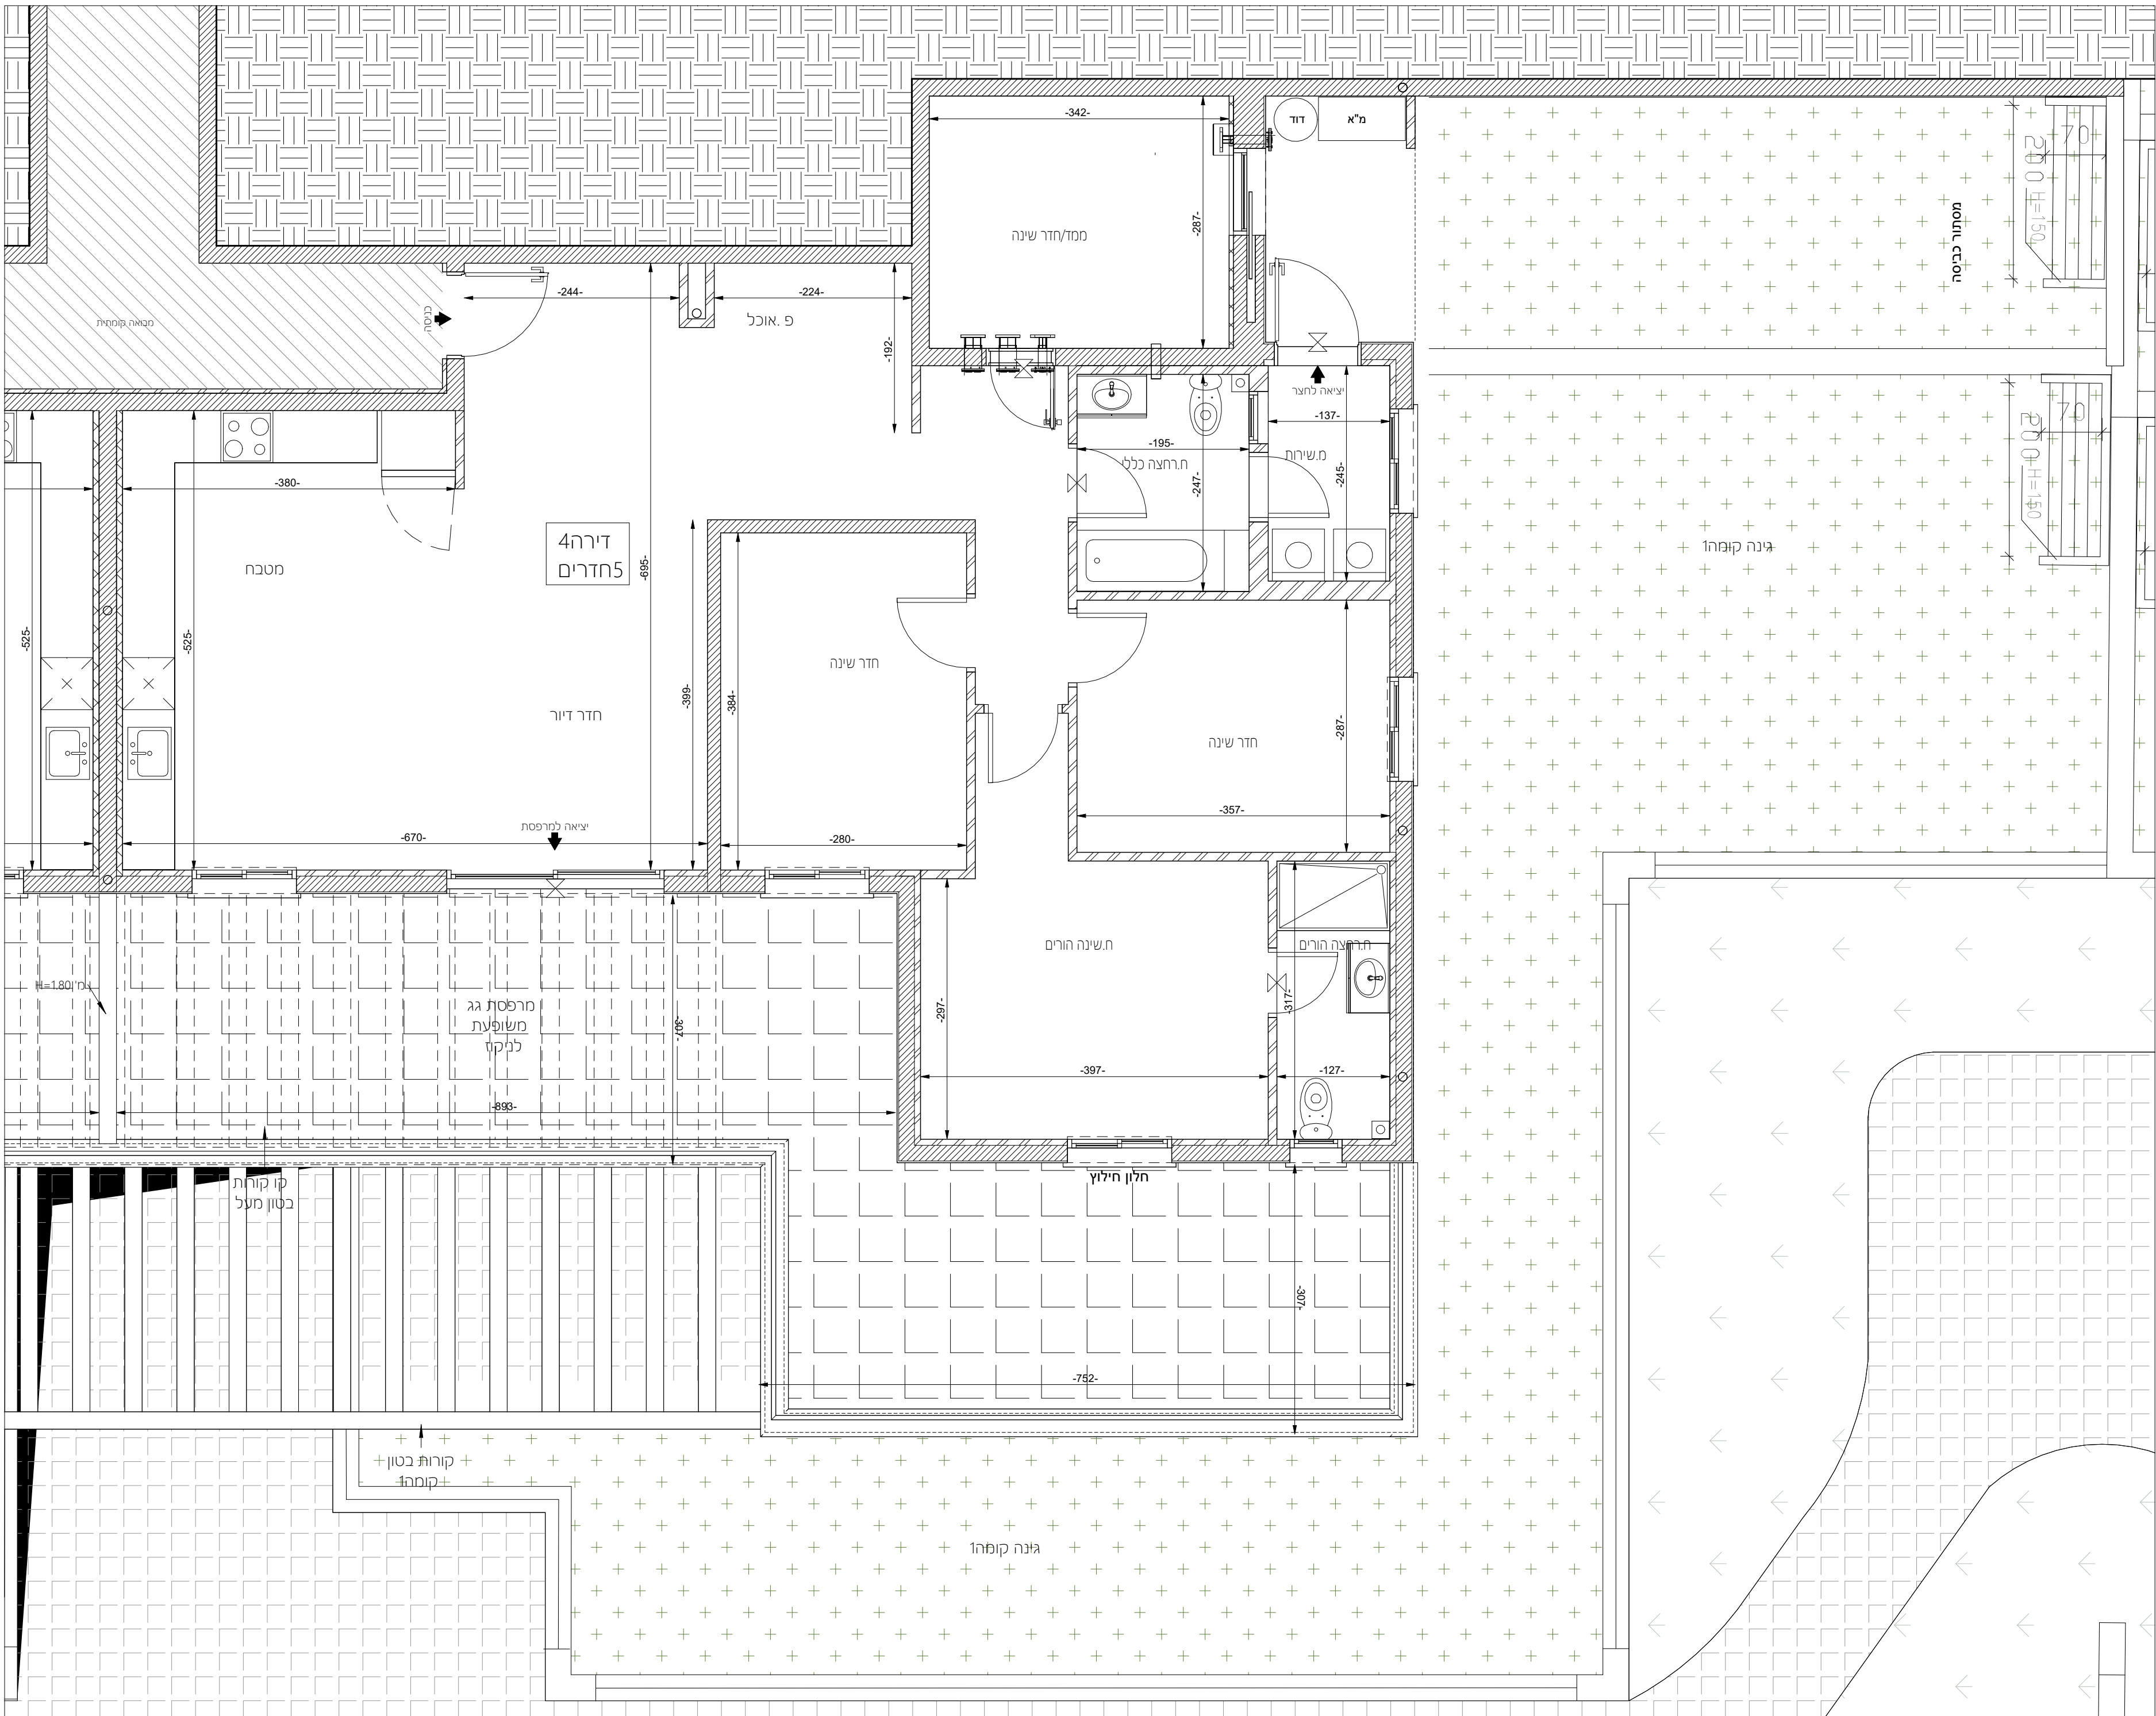 -342-
דוד
מ"א
70
200
H=150
מסתור כביסה
-287-
ממד/חדר שינה
-244-
-224-
כניסה
פ .אוכל
מבואה קומתית
-192-
יציאה לחצר
-137-
-195-
ח.רחצה כללי
מ.שירות
-247-
-245-
70
200
H=150
-380-
דירה4
5חדרים
גינה קומה1
מטבח
-695-
-525-
-525-
-399-
-384-
חדר שינה
חדר דיור
חדר שינה
-287-
-357-
יציאה למרפסת
-670-
-280-
ח.שינה הורים
ח.רחצה הורים
H=1.80
מרפסת גג
משופעת
לניקוז
-307-
-297-
-317-
-397-
-127-
-893-
חלון חילוץ
קו קורות
בטון מעל
-307-
-752-
קורות בטון
קומה1
גינה קומה1